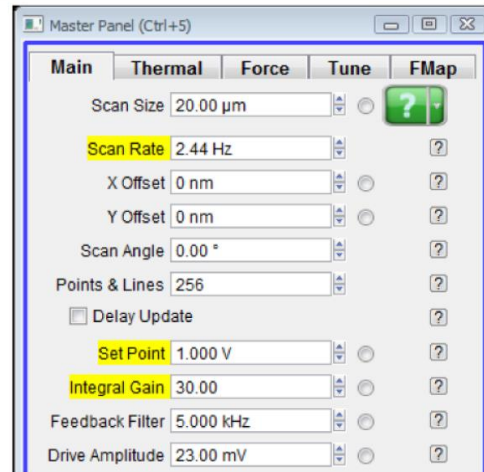 Master Panel (Ctrl+5)
Main Thermal Force Tune FMap
Scan Size 20.00 µm ?
Scan Rate 2.44 Hz ?
X Offset 0 nm ?
Y Offset 0 nm ?
Scan Angle 0.00 ° ?
Points & Lines 256 ?
Delay Update ?
Set Point 1.000 V ?
Integral Gain 30.00 ?
Feedback Filter 5.000 kHz ?
Drive Amplitude 23.00 mV ?